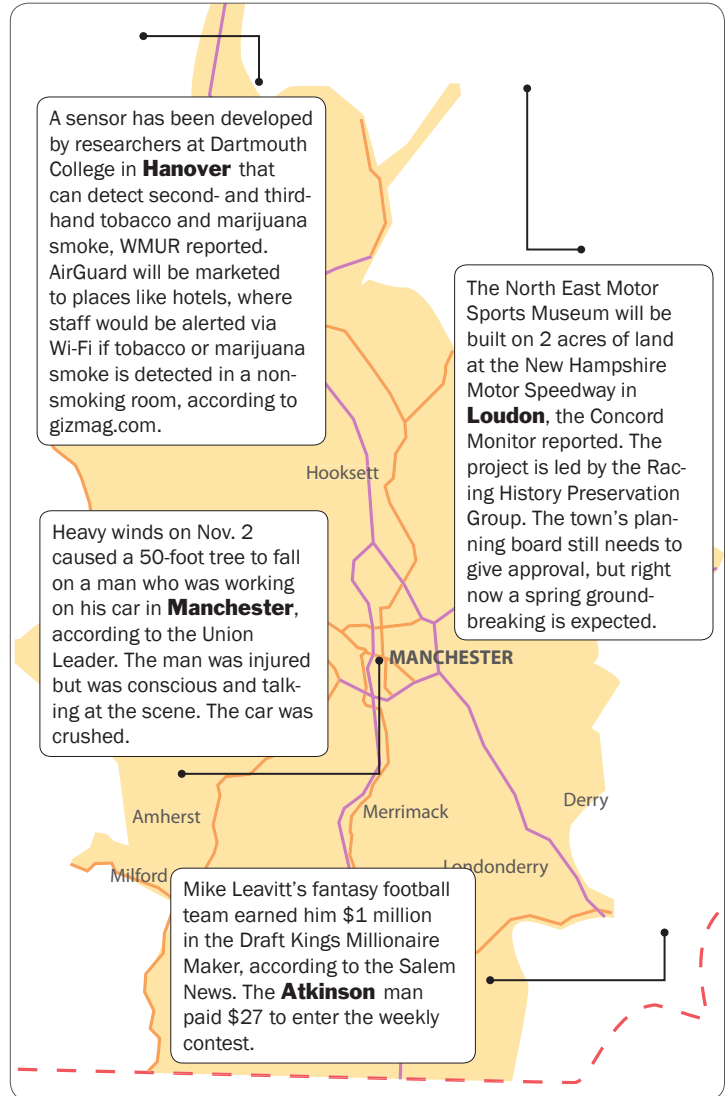 A sensor has been developed
by researchers at Dartmouth
College in Hanover that
can detect second- and third-
hand tobacco and marijuana
smoke, WMUR reported.
AirGuard will be marketed
to places like hotels, where
staff would be alerted via
Wi-Fi if tobacco or marijuana
smoke is detected in a non-
smoking room, according to
gizmag.com.
The North East Motor
Sports Museum will be
built on 2 acres of land
at the New Hampshire
Motor Speedway in
Loudon, the Concord
Monitor reported. The
project is led by the Rac-
ing History Preservation
Group. The town’s plan-
ning board still needs to
give approval, but right
now a spring ground-
breaking is expected.
Hooksett
Heavy winds on Nov. 2
caused a 50-foot tree to fall
on a man who was working
on his car in Manchester,
according to the Union
Leader. The man was injured
but was conscious and talk-
ing at the scene. The car was
crushed.
MANCHESTER
Amherst
Merrimack
Derry
Milford
Londonderry
Mike Leavitt’s fantasy football
team earned him $1 million
in the Draft Kings Millionaire
Maker, according to the Salem
News. The Atkinson man
paid $27 to enter the weekly
contest.